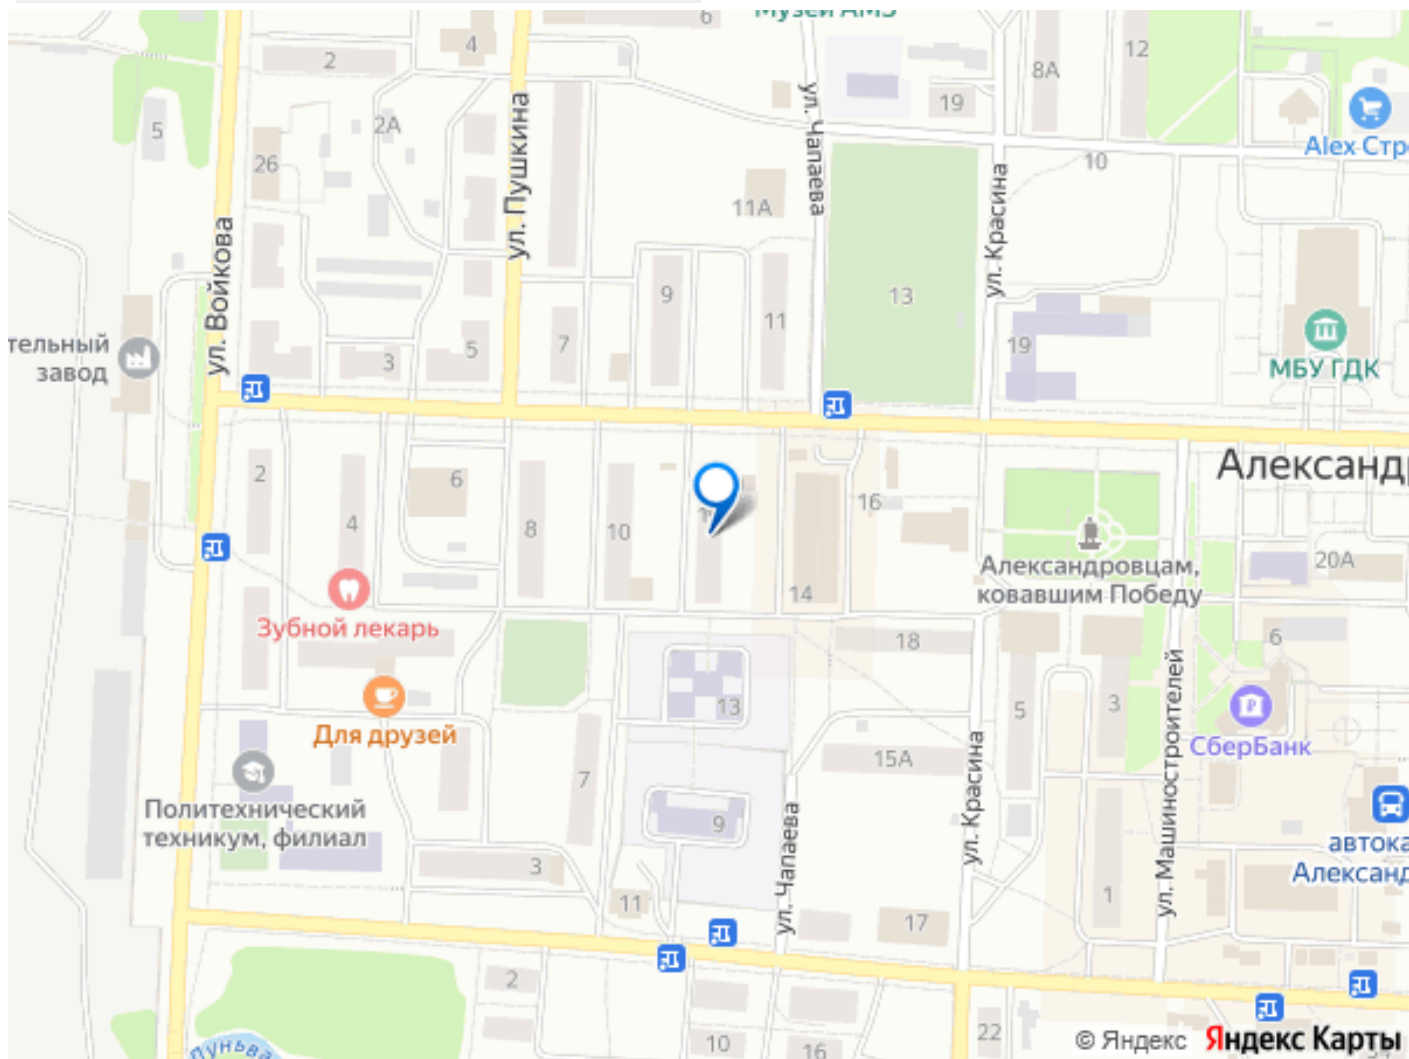 6
Музей АМЗ
2
4
8А
12
5
2А
19
26
10
Alex Стр
ул. Чапаева
ул. Пушкина
11А
ул. Красина
ул. Войкова
9
13
11
7
5
3
19
тельный
завод
МБУ ГДК
2
4
6
8
10
16
Александ
Александровцам,
ковавшим Победу
20А
14
Зубной лекарь
18
6
13
5
3
Для друзей
СберБанк
7
15А
ул. Машиностроителей
ул. Красина
Политехнический
техникум, филиал
9
ул. Чапаева
автока
Александ
3
11
17
1
2
22
10
16
Луньва
© Яндекс Яндекс Карты